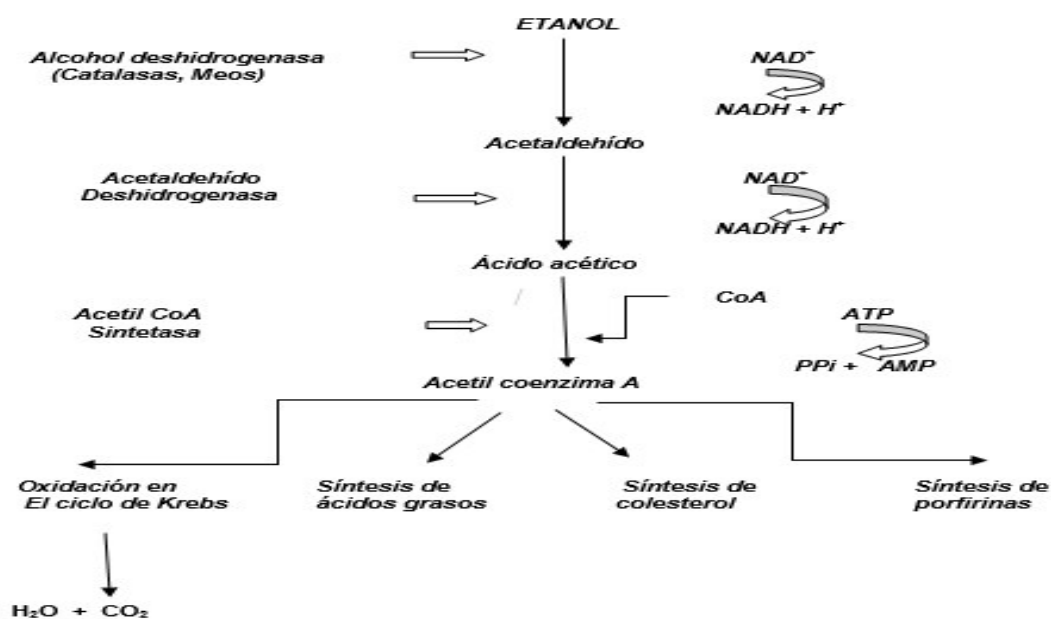 ETANOL
Alcohol deshidrogenasa
(Catalasas, Meos)
NAD⁺
NADH + H⁺
Acetaldehído
Acetaldehído
Deshidrogenasa
NAD⁺
NADH + H⁺
Ácido acético
Acetil CoA
Sintetasa
CoA
ATP
PPi + AMP
Acetil coenzima A
Oxidación en
El ciclo de Krebs
Síntesis de
ácidos grasos
Síntesis de
colesterol
Síntesis de
porfirinas
H₂O + CO₂